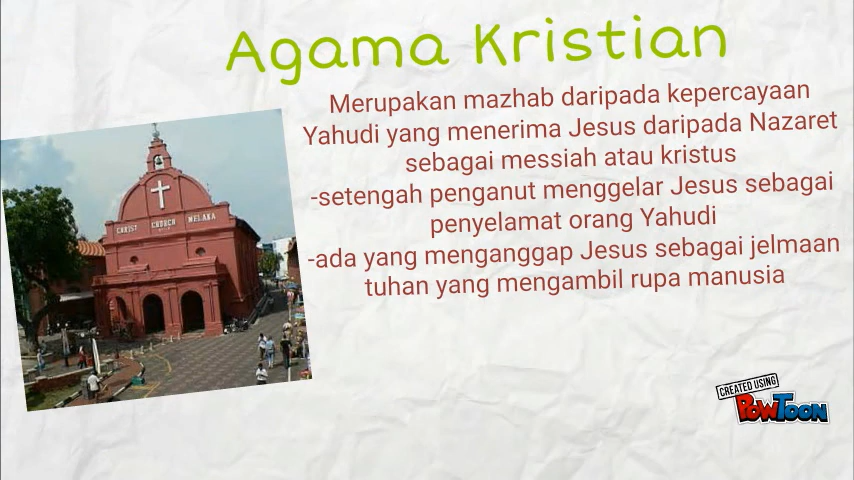 Agama Kristian
Merupakan mazhab daripada kepercayaan
Yahudi yang menerima Jesus daripada Nazaret
sebagai messiah atau kristus
-setengah penganut menggelar Jesus sebagai
penyelamat orang Yahudi
-ada yang menganggap Jesus sebagai jelmaan
tuhan yang mengambil rupa manusia
CHRIST CHURCH MELAKA
CREATED USING
POWTOON